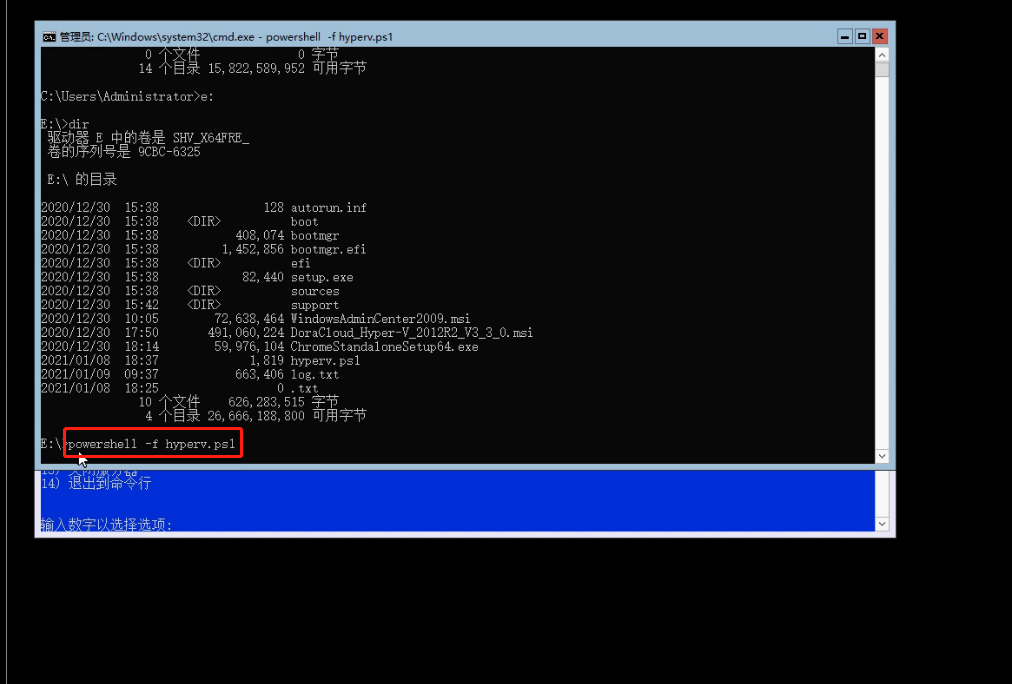 管理员: C:\Windows\system32\cmd.exe - powershell -f hyperv.ps1
0 个文件 0 字节
14 个目录 15,822,589,952 可用字节
C:\Users\Administrator>e:
E:\>dir
驱动器 E 中的卷是 SHV_X64FRE_
卷的序列号是 9CBC-6325
E:\ 的目录
2020/12/30 15:38 128 autorun.inf
2020/12/30 15:38 <DIR> boot
2020/12/30 15:38 408,074 bootmgr
2020/12/30 15:38 1,452,856 bootmgr.efi
2020/12/30 15:38 <DIR> efi
2020/12/30 15:38 82,440 setup.exe
2020/12/30 15:38 <DIR> sources
2020/12/30 15:42 <DIR> support
2020/12/30 10:05 72,638,464 WindowsAdminCenter2009.msi
2020/12/30 17:50 491,060,224 DoraCloud_Hyper-V_2012R2_V3_3_0.msi
2020/12/30 18:14 59,976,104 ChromeStandaloneSetup64.exe
2021/01/08 18:37 1,819 hyperv.ps1
2021/01/09 09:37 663,406 log.txt
2021/01/08 18:25 0 .txt
10 个文件 626,283,515 字节
4 个目录 26,666,188,800 可用字节
E:\>powershell -f hyperv.ps1
13) 关闭服务器
14) 退出到命令行
输入数字以选择选项: